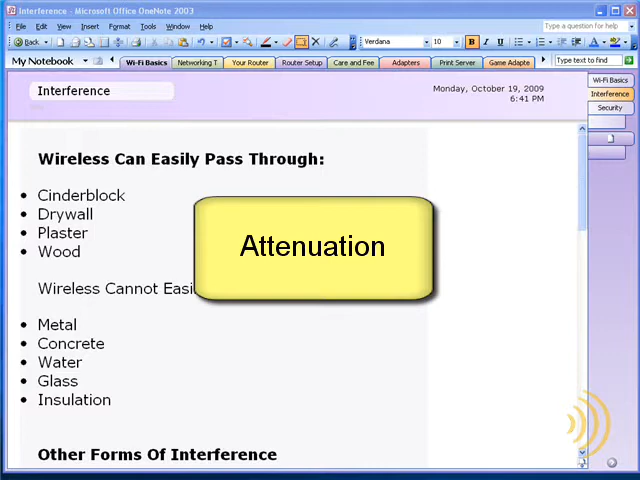 Interference - Microsoft Office OneNote 2003
File Edit View Insert Format Tools Window Help
Type a question for help
Back Verdana 10 B I U A
My Notebook Wi-Fi Basics Networking T Your Router Router Setup Care and Fee Adapters Print Server Game Adapte Type text to find
Wi-Fi Basics
Interference
Security
Interference
Monday, October 19, 2009
6:41 PM
Wireless Can Easily Pass Through:
• Cinderblock
• Drywall
• Plaster
• Wood
Attenuation
Wireless Cannot Easi
• Metal
• Concrete
• Water
• Glass
• Insulation
Other Forms Of Interference